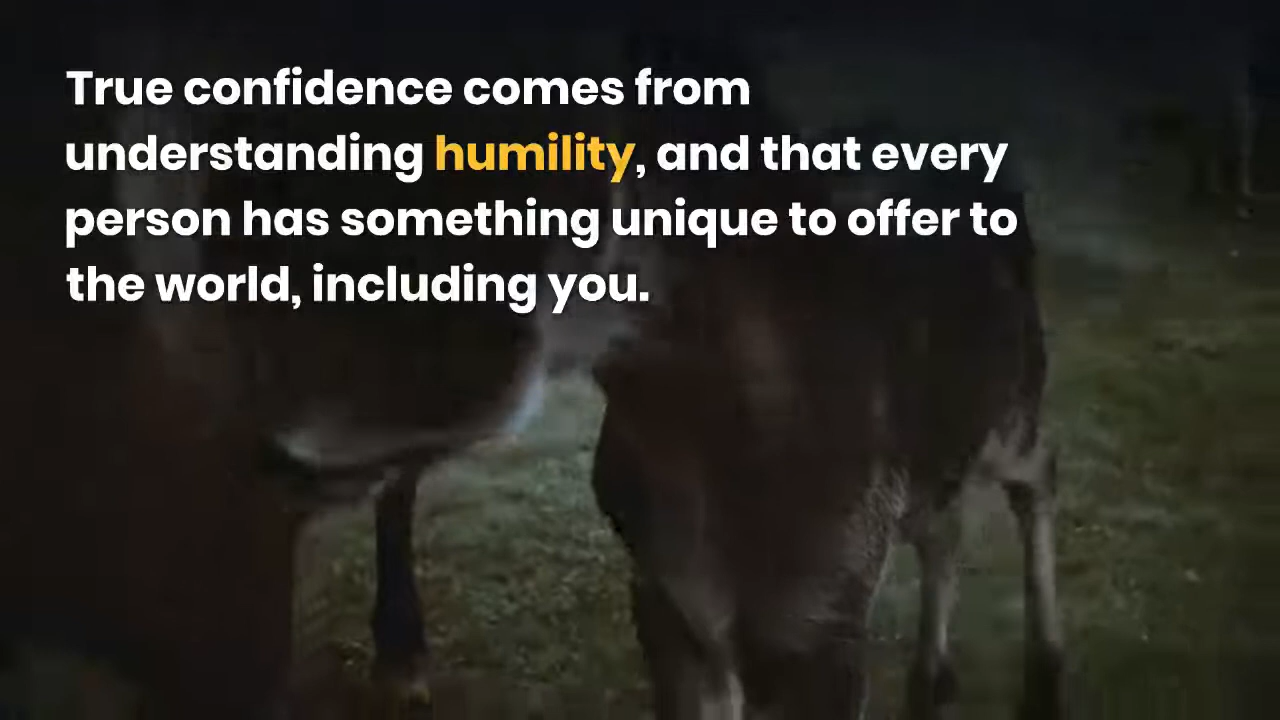 True confidence comes from
understanding humility, and that every
person has something unique to offer to
the world, including you.